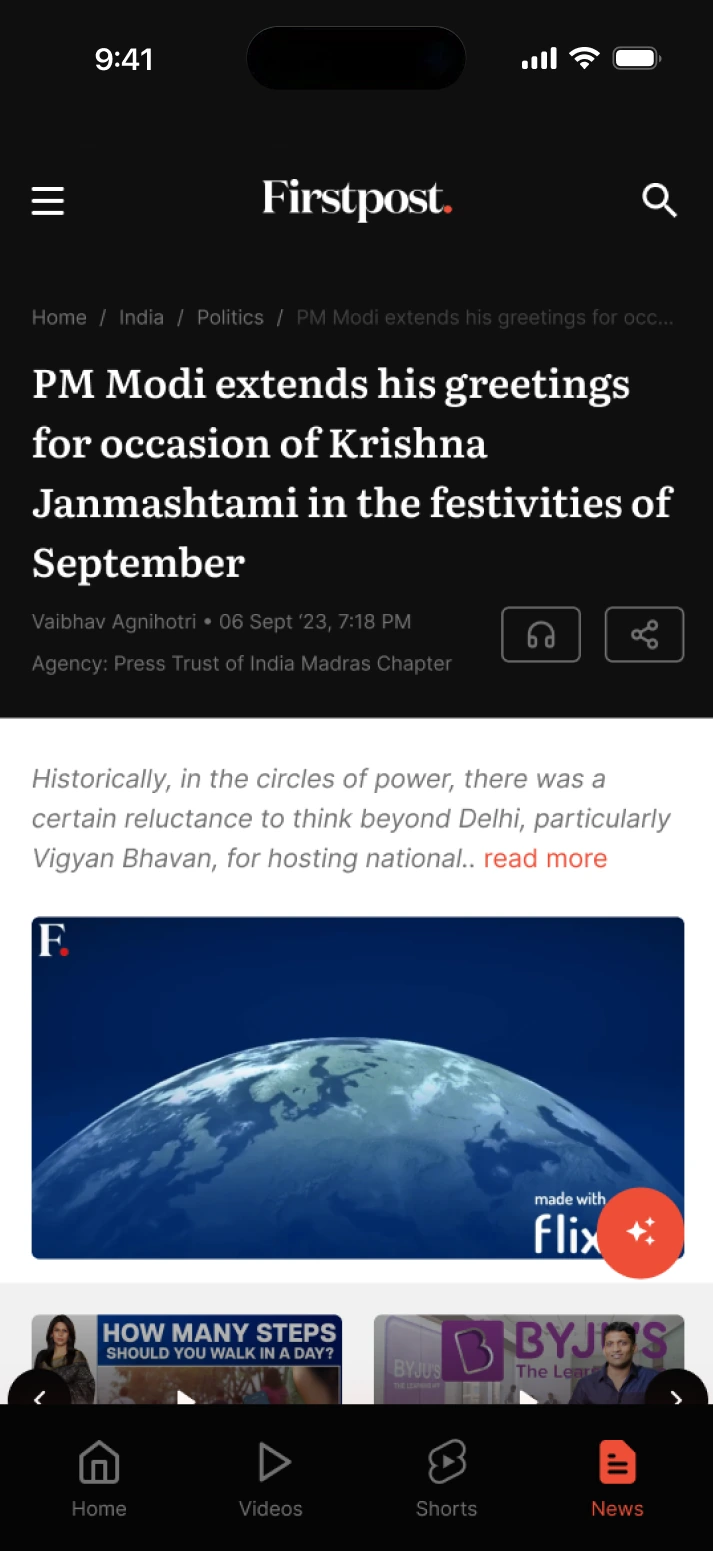 9:41
Firstpost.
Home / India / Politics / PM Modi extends his greetings for occ...
PM Modi extends his greetings
for occasion of Krishna
Janmashtami in the festivities of
September
Vaibhav Agnihotri • 06 Sept ‘23, 7:18 PM
Agency: Press Trust of India Madras Chapter
Historically, in the circles of power, there was a
certain reluctance to think beyond Delhi, particularly
Vigyan Bhavan, for hosting national.. read more
F.
made with
flix
HOW MANY STEPS
SHOULD YOU WALK IN A DAY?
BYJU'S
BYJU'S
The Lear
Home
Videos
Shorts
News